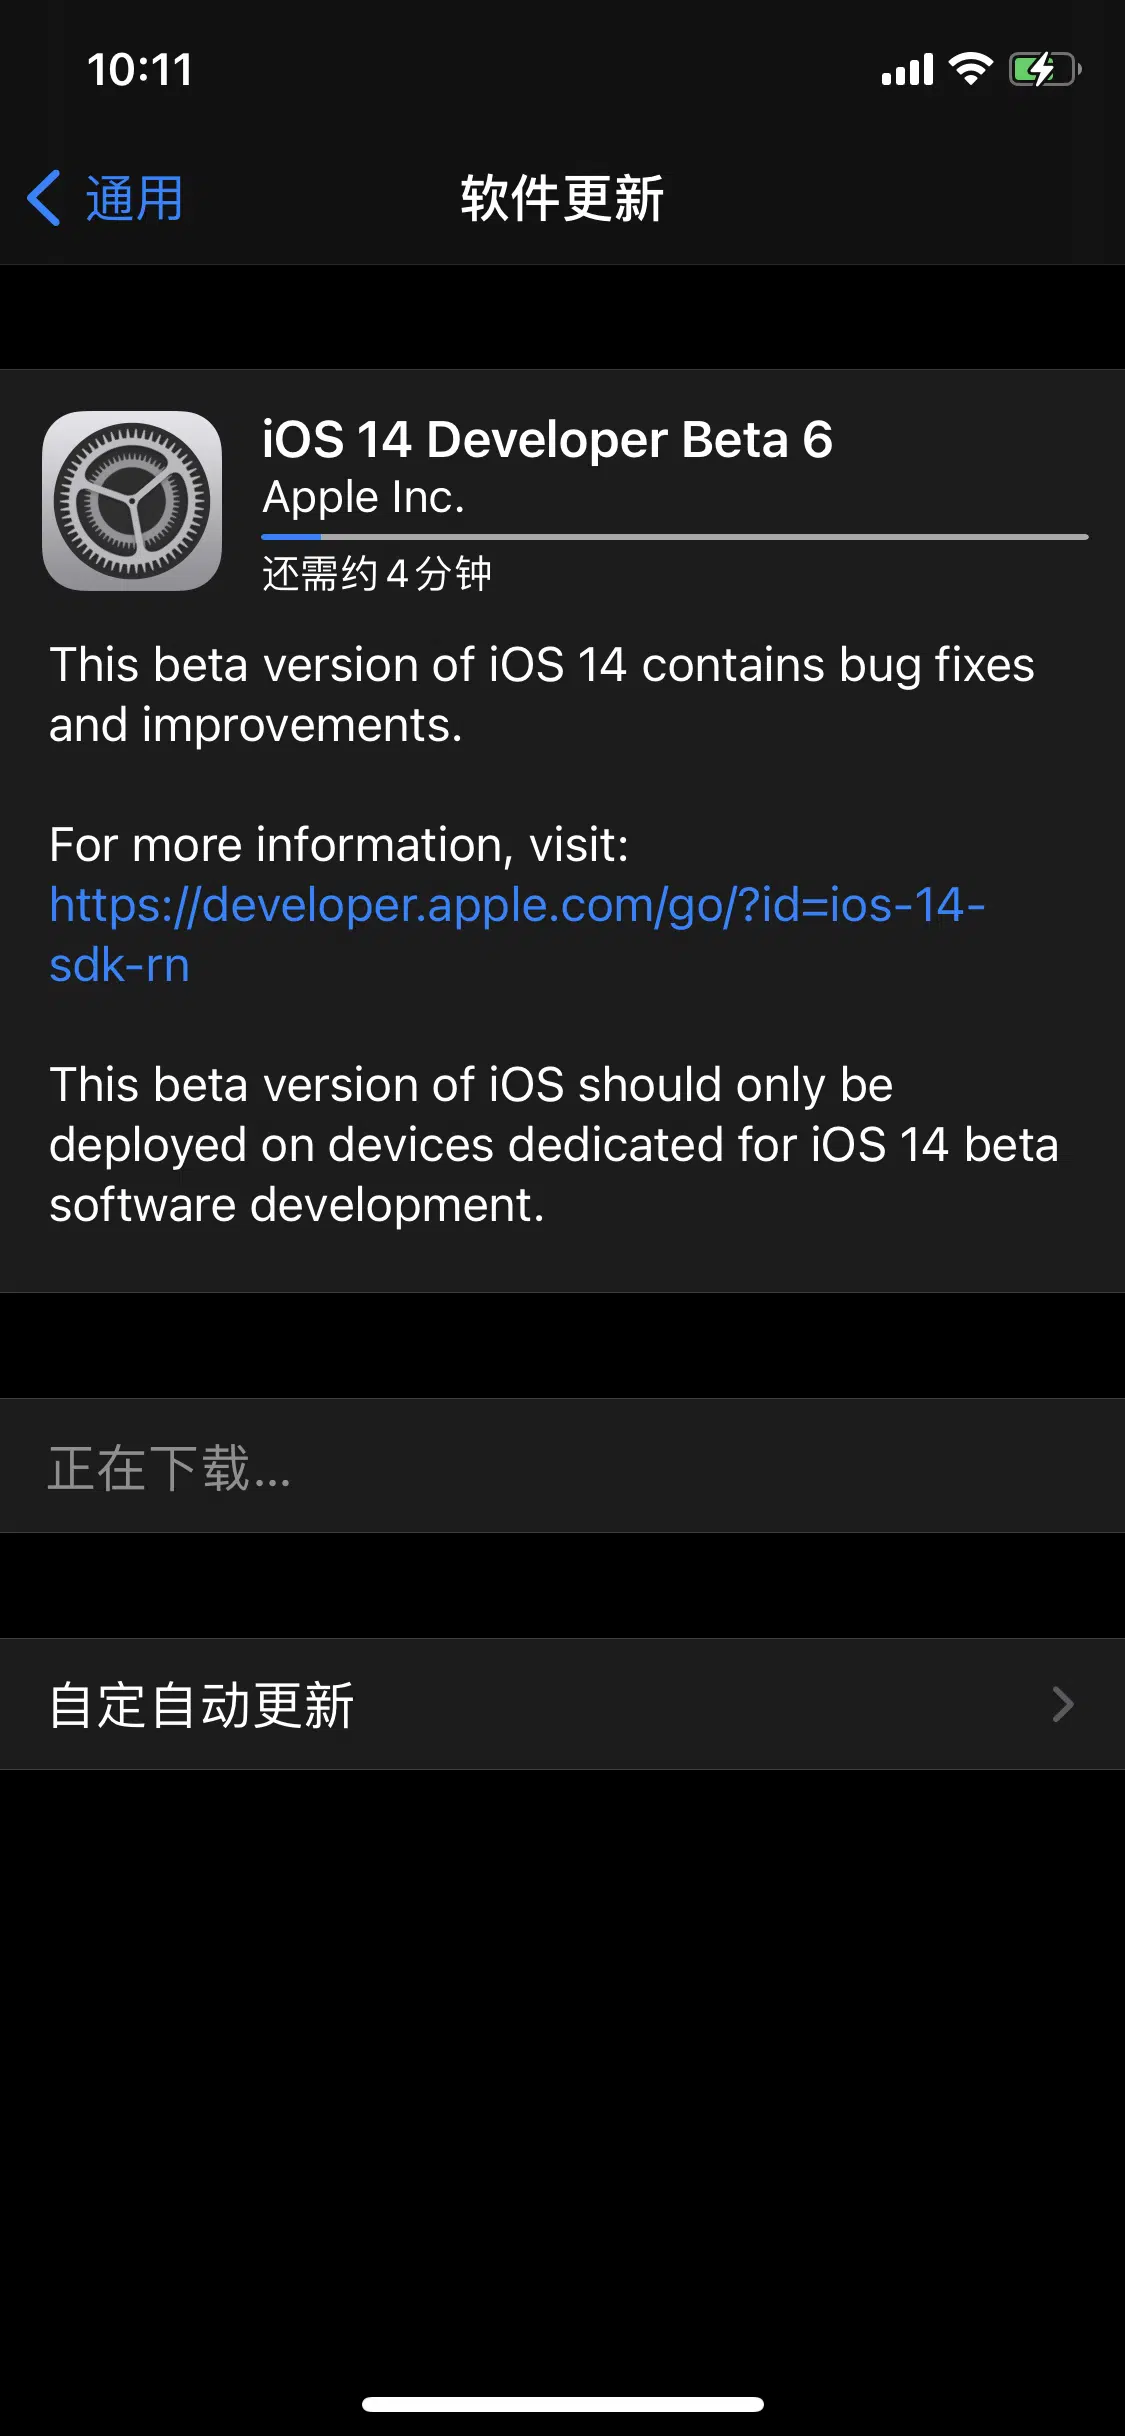 10:11
通用
软件更新
iOS 14 Developer Beta 6
Apple Inc.
还需约4分钟
This beta version of iOS 14 contains bug fixes
and improvements.
For more information, visit:
https://developer.apple.com/go/?id=ios-14-
sdk-rn
This beta version of iOS should only be
deployed on devices dedicated for iOS 14 beta
software development.
正在下载...
自定自动更新